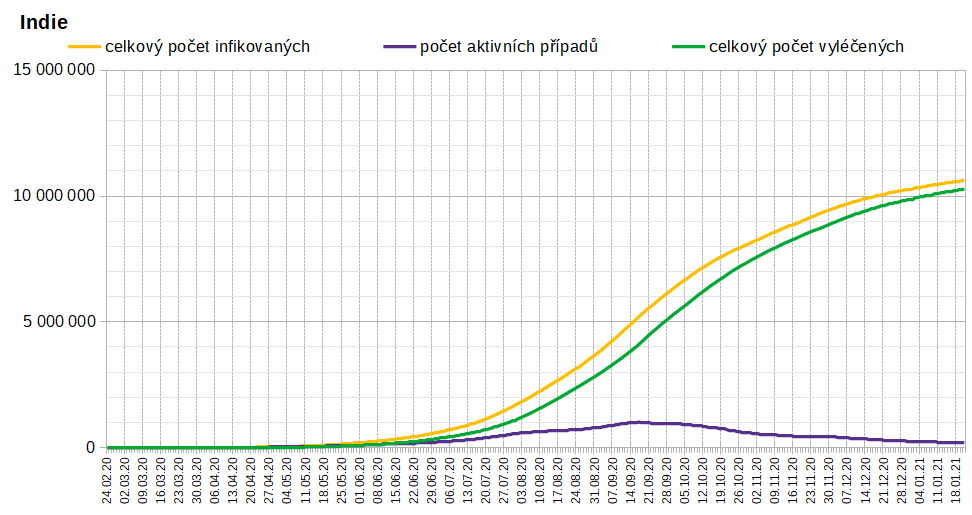 Indie
celkový počet infikovaných počet aktivních případů celkový počet vyléčených
15 000 000
10 000 000
5 000 000
0
24.02.20 02.03.20 09.03.20 16.03.20 23.03.20 30.03.20 06.04.20 13.04.20 20.04.20 27.04.20 04.05.20 11.05.20 18.05.20 25.05.20 01.06.20 08.06.20 15.06.20 22.06.20 29.06.20 06.07.20 13.07.20 20.07.20 27.07.20 03.08.20 10.08.20 17.08.20 24.08.20 31.08.20 07.09.20 14.09.20 21.09.20 28.09.20 05.10.20 12.10.20 19.10.20 26.10.20 02.11.20 09.11.20 16.11.20 23.11.20 30.11.20 07.12.20 14.12.20 21.12.20 28.12.20 04.01.21 11.01.21 18.01.21